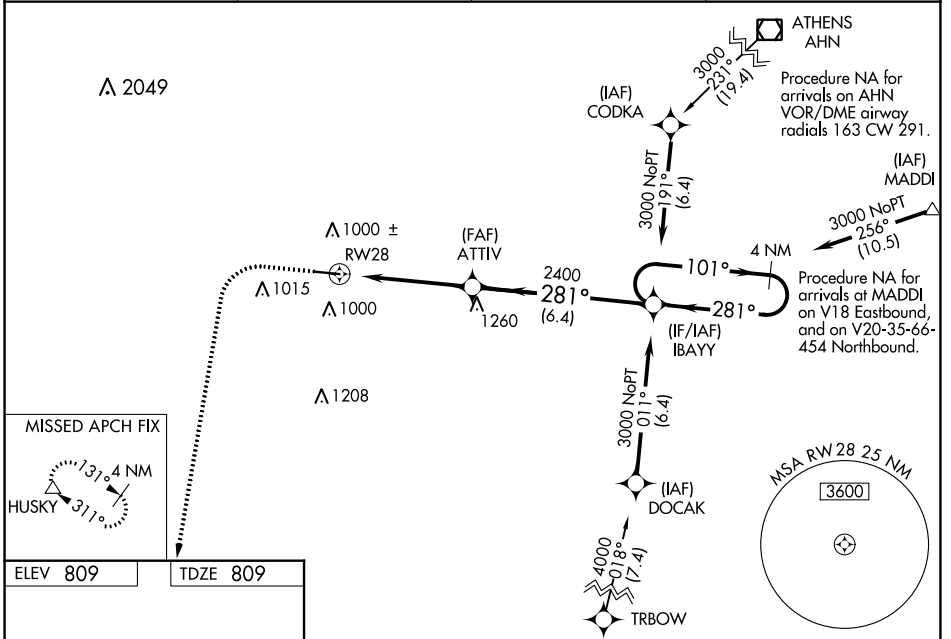 ATHENS
AHN
3000
231°
(19.4)
Procedure NA for
arrivals on AHN
VOR/DME airway
radials 163 CW 291.
2049
(IAF)
CODKA
3000 NoPT
191°
(6.4)
(IAF)
MADDI
3000 NoPT
256°
(10.5)
1000 ±
RW28
1015
1000
(FAF)
ATTIV
1260
2400
281°
(6.4)
101°
4 NM
281°
(IF/IAF)
IBAYY
Procedure NA for
arrivals at MADDI
on V18 Eastbound,
and on V20-35-66-
454 Northbound.
1208
3000 NoPT
011°
(6.4)
(IAF)
DOCAK
4000
018°
(7.4)
TRBOW
MISSED APCH FIX
131°
4 NM
HUSKY
311°
MSA RW 28 25 NM
3600
ELEV 809
TDZE 809